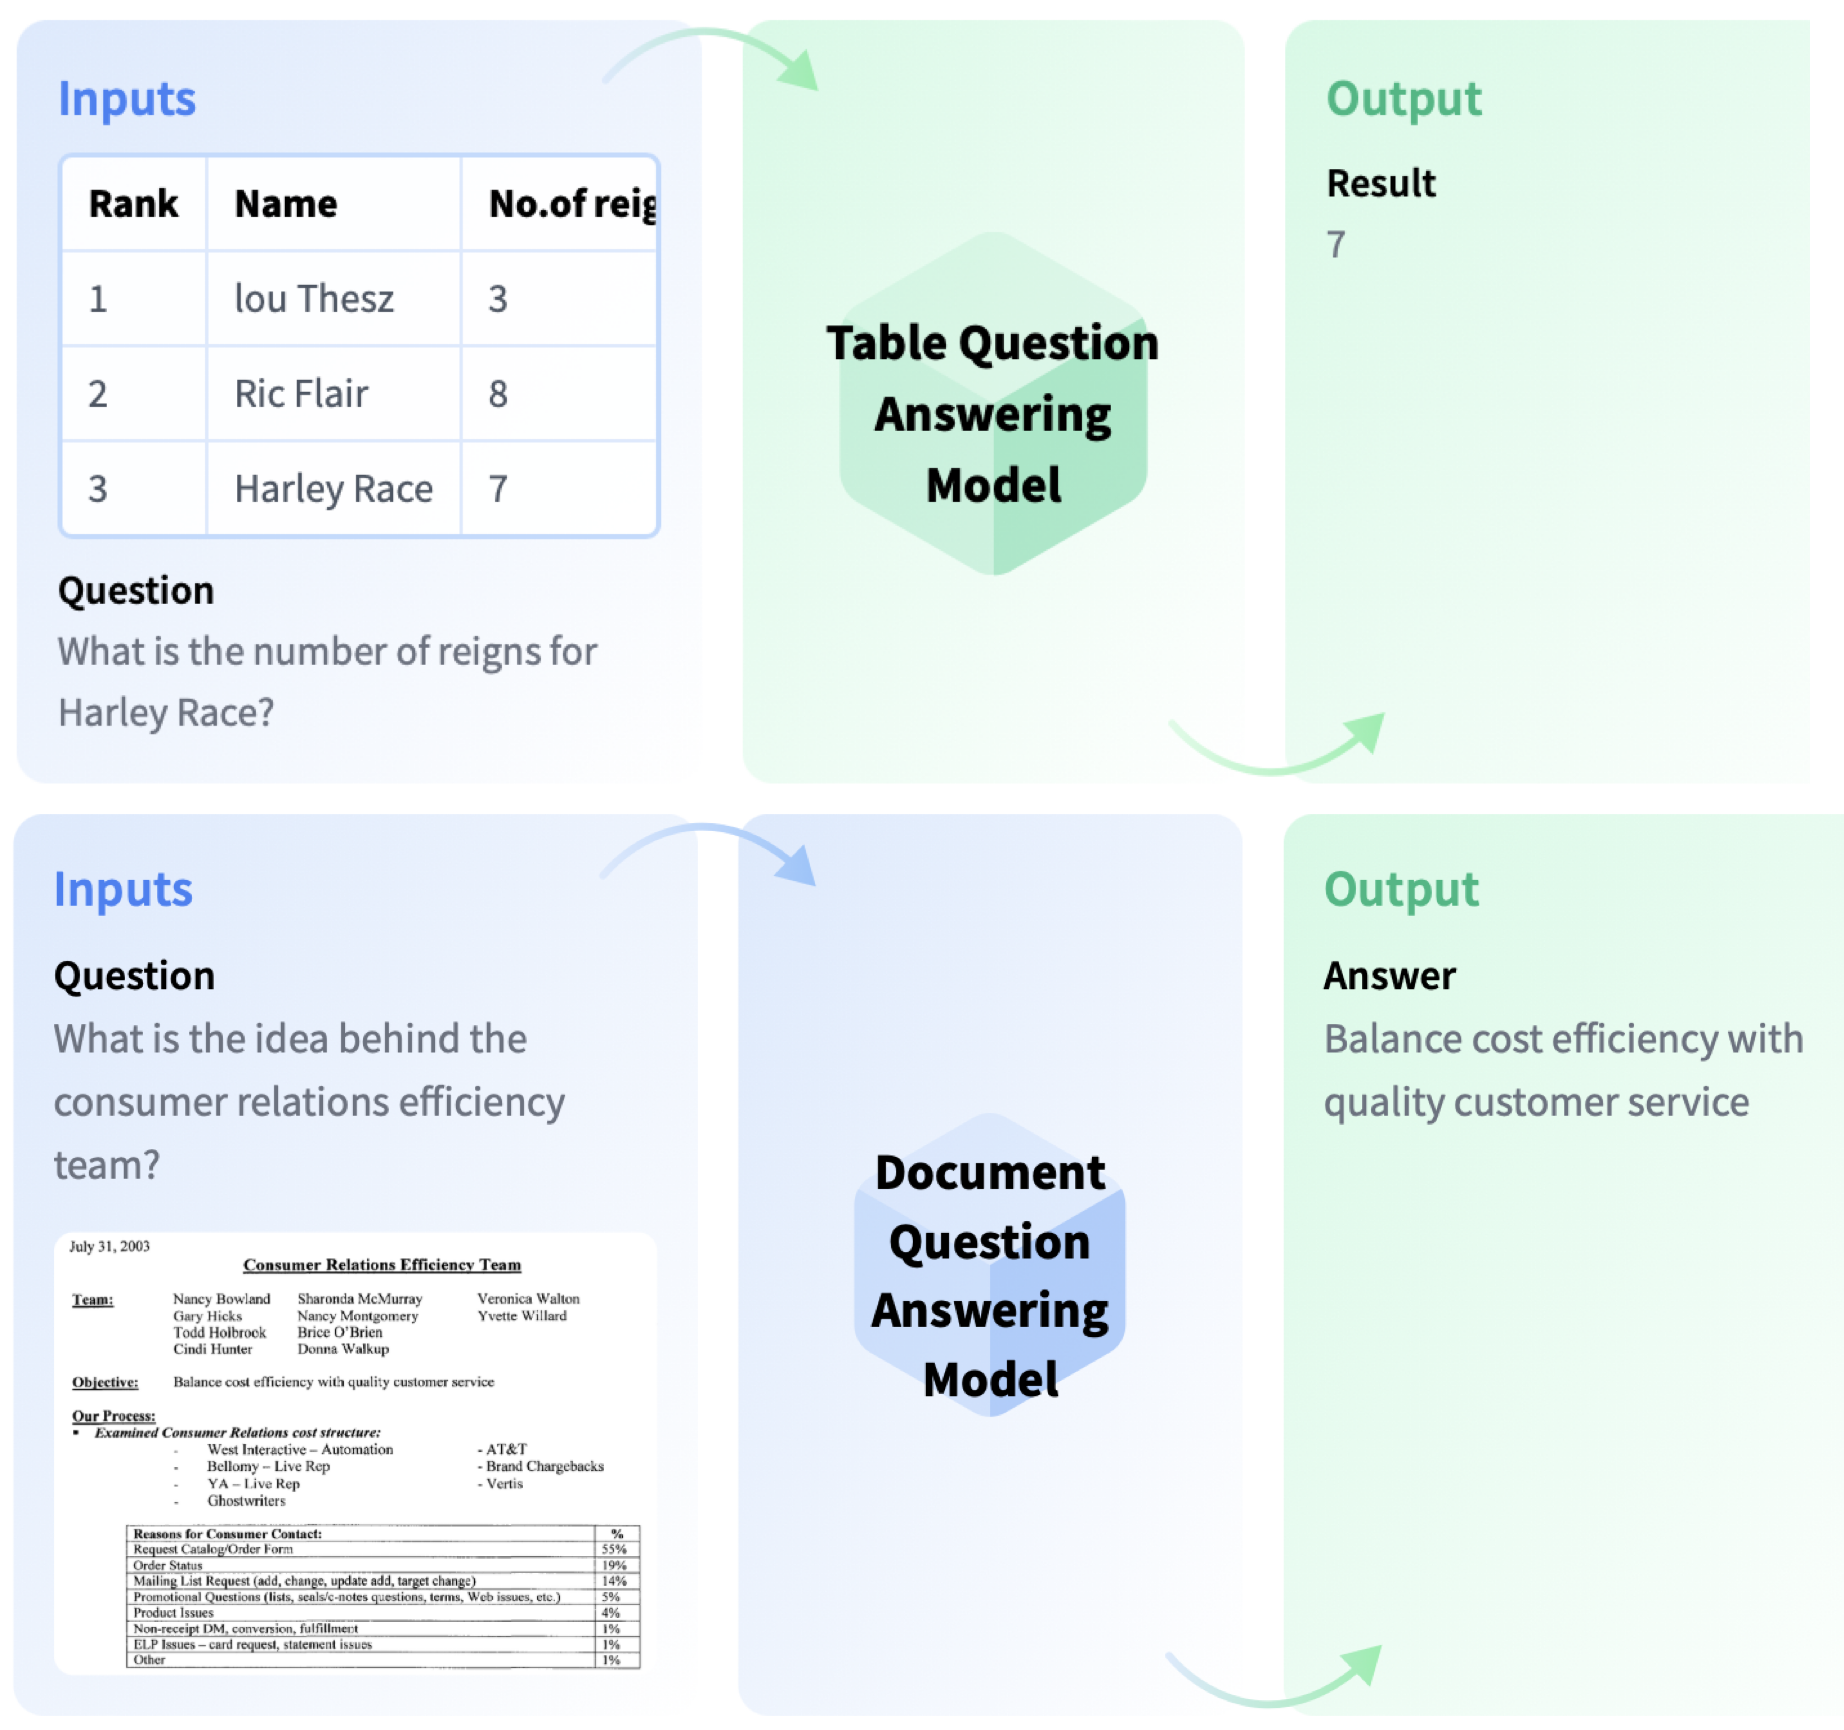 Inputs
Rank Name No.of reig
1 lou Thesz 3
2 Ric Flair 8
3 Harley Race 7
Question
What is the number of reigns for
Harley Race?
Table Question
Answering
Model
Output
Result
7
Inputs
Question
What is the idea behind the
consumer relations efficiency
team?
July 31, 2003
Consumer Relations Efficiency Team
Team: Nancy Bowland Sharonda McMurray Veronica Walton
Gary Hicks Nancy Montgomery Yvette Willard
Todd Holbrook Brice O'Brien
Cindi Hunter Donna Walkup
Objective: Balance cost efficiency with quality customer service
Our Process:
▪ Examined Consumer Relations cost structure:
- West Interactive – Automation - AT&T
- Bellomy – Live Rep - Brand Chargebacks
- YA – Live Rep - Vertis
- Ghostwriters
Reasons for Consumer Contact: %
Request Catalog/Order Form 55%
Order Status 19%
Mailing List Request (add, change, update add, target change) 14%
Promotional Questions (lists, seals/c-notes questions, terms, Web issues, etc.) 5%
Product Issues 4%
Non-receipt DM, conversion, fulfillment 1%
ELP Issues – card request, statement issues 1%
Other 1%
Document
Question
Answering
Model
Output
Answer
Balance cost efficiency with
quality customer service